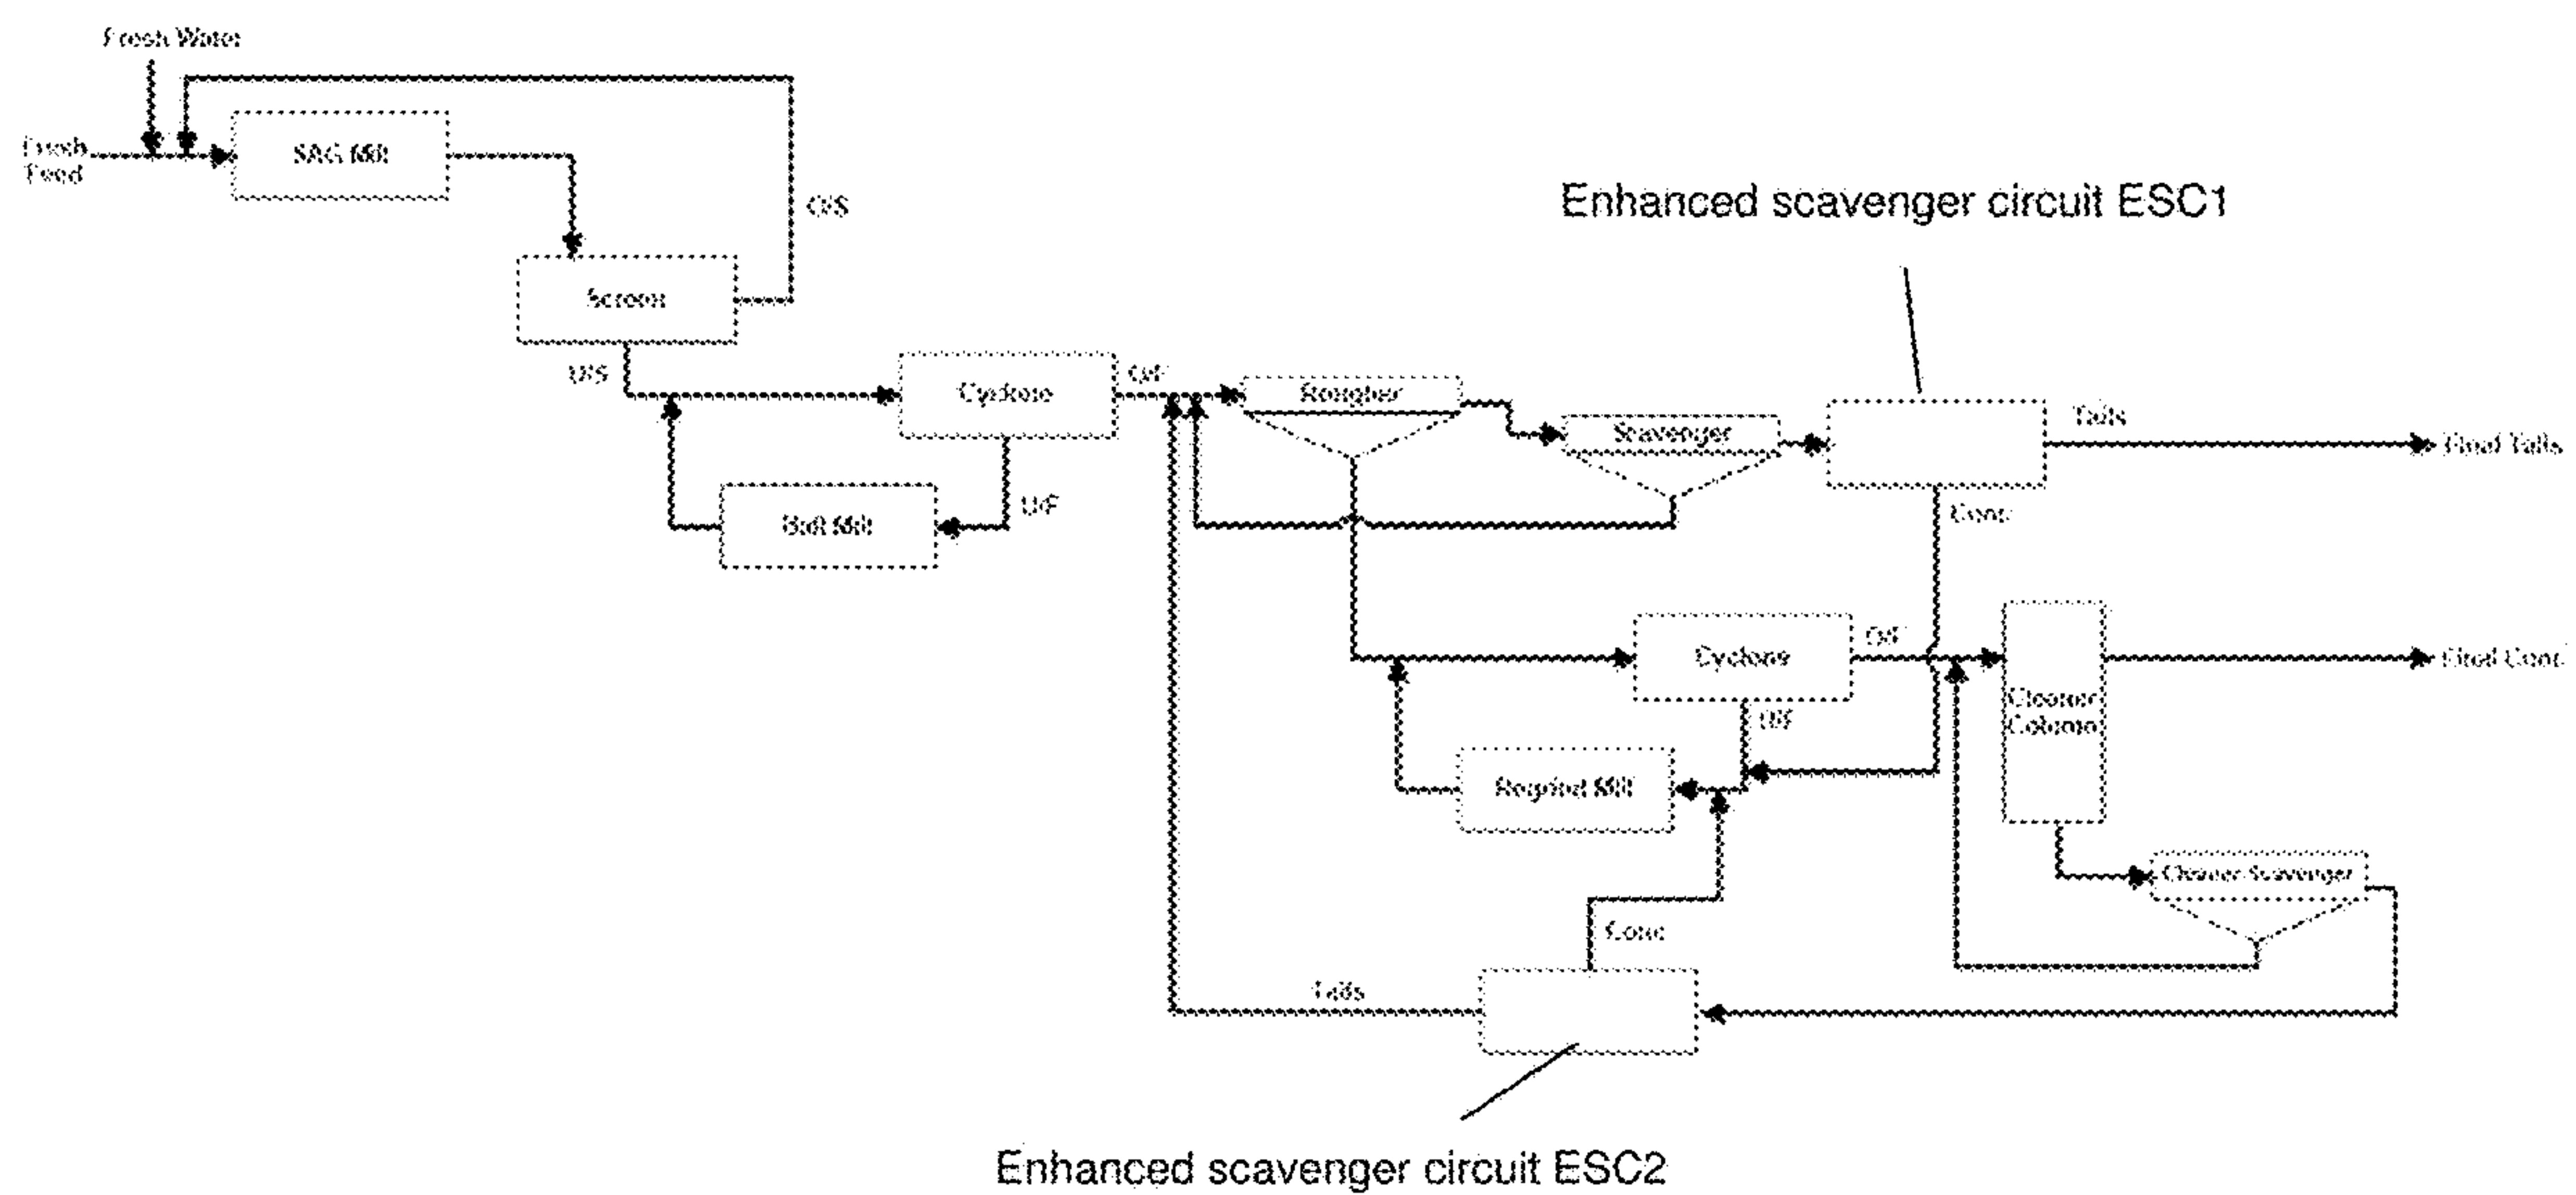 Fresh Water
Fresh
Feed
SAG Mill
O/S
Screen
U/S
Enhanced scavenger circuit ESC1
Cyclone
O/F
Rougher
Scavenger
Tails
Final Tails
U/F
Ball Mill
Conc
Cyclone
O/F
Final Conc
Cleaner
Column
U/F
Regrind Mill
Cleaner Scavenger
Conc
Tails
Enhanced scavenger circuit ESC2